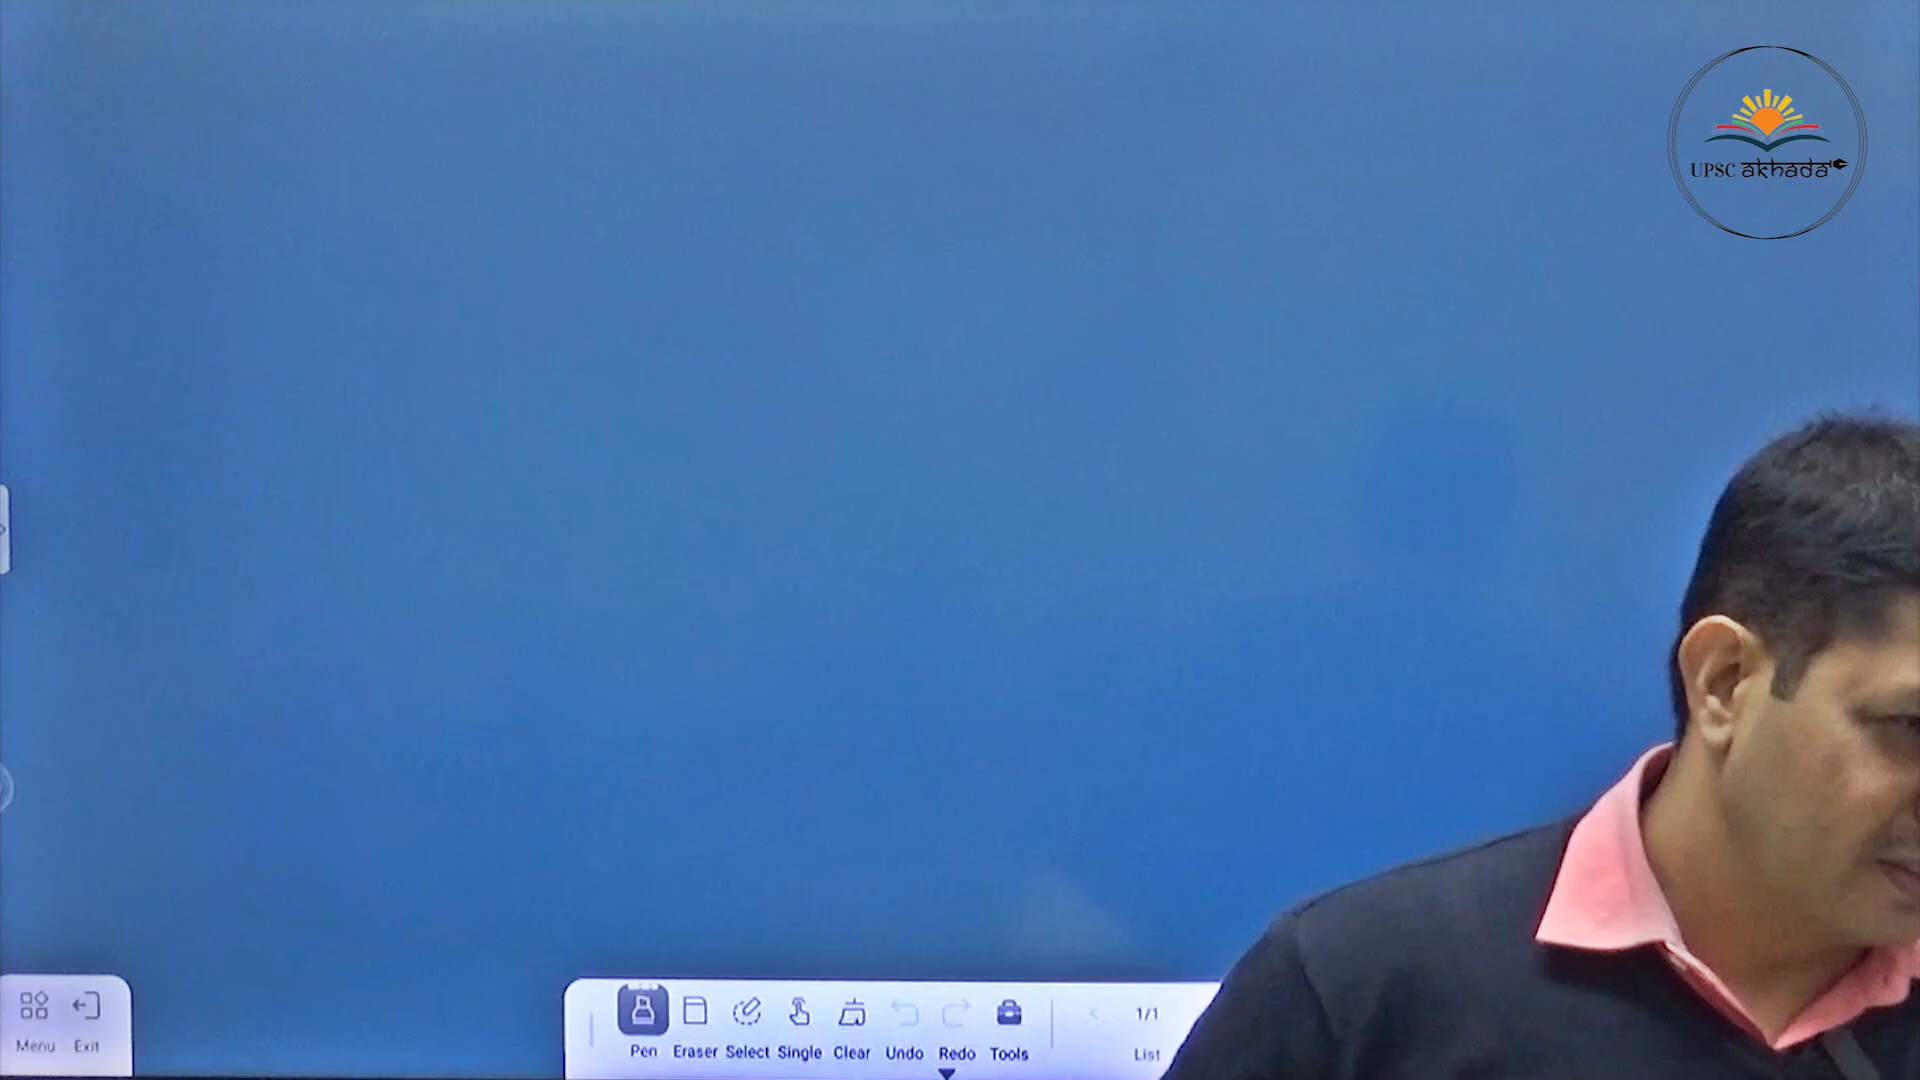 UPSC akhada
Menu Exit
Pen Eraser Select Single Clear Undo Redo Tools
1/1
List